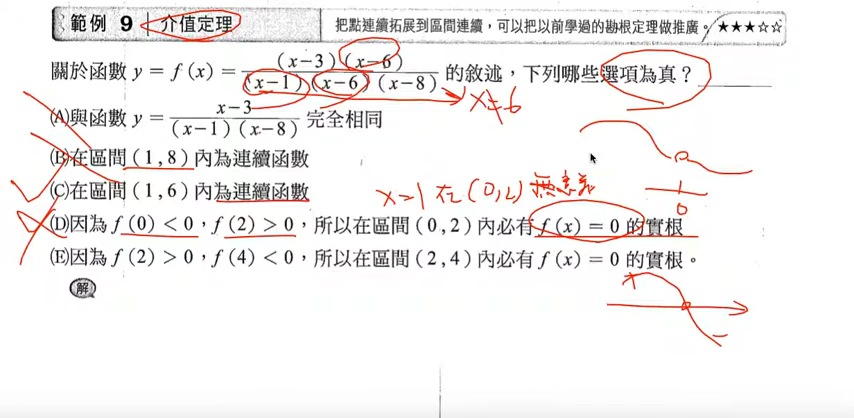 範例 9 介值定理 把點連續拓展到區間連續，可以把以前學過的勘根定理做推廣。★★★☆☆
關於函數 y = f (x) = (x−3) (x−6) / (x−1) (x−6) (x−8) 的敘述，下列哪些選項為真？
x≠6
(A)與函數 y = x−3 / (x−1) (x−8) 完全相同
(B)在區間 (1 , 8) 內為連續函數
(C)在區間 (1 , 6) 內為連續函數
x=1 在(0,2) 無意義
0
(D)因為 f (0) < 0，f (2) > 0，所以在區間 (0 , 2) 內必有 f (x) = 0 的實根
(E)因為 f (2) > 0，f (4) < 0，所以在區間 (2 , 4) 內必有 f (x) = 0 的實根。
解
+
−